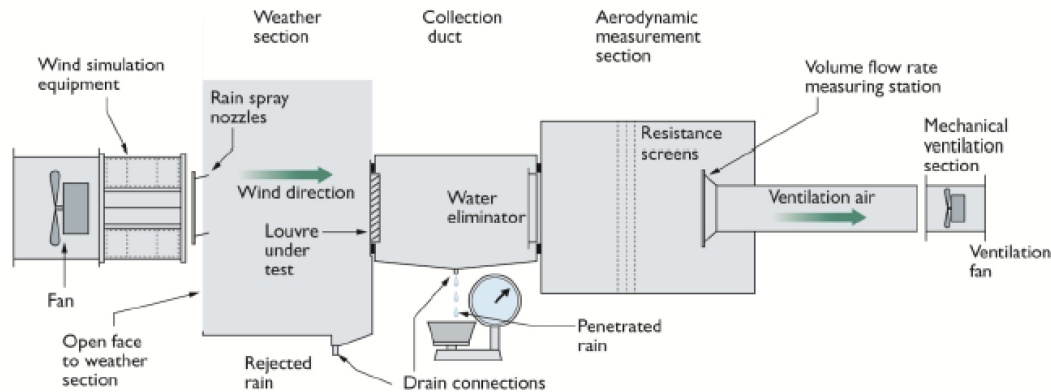 Weather
section
Collection
duct
Aerodynamic
measurement
section
Wind simulation
equipment
Rain spray
nozzles
Volume flow rate
measuring station
Resistance
screens
Mechanical
ventilation
section
Wind direction
Water
eliminator
Ventilation air
Louvre
under
test
Ventilation
fan
Fan
Open face
to weather
section
Rejected
rain
Drain connections
Penetrated
rain